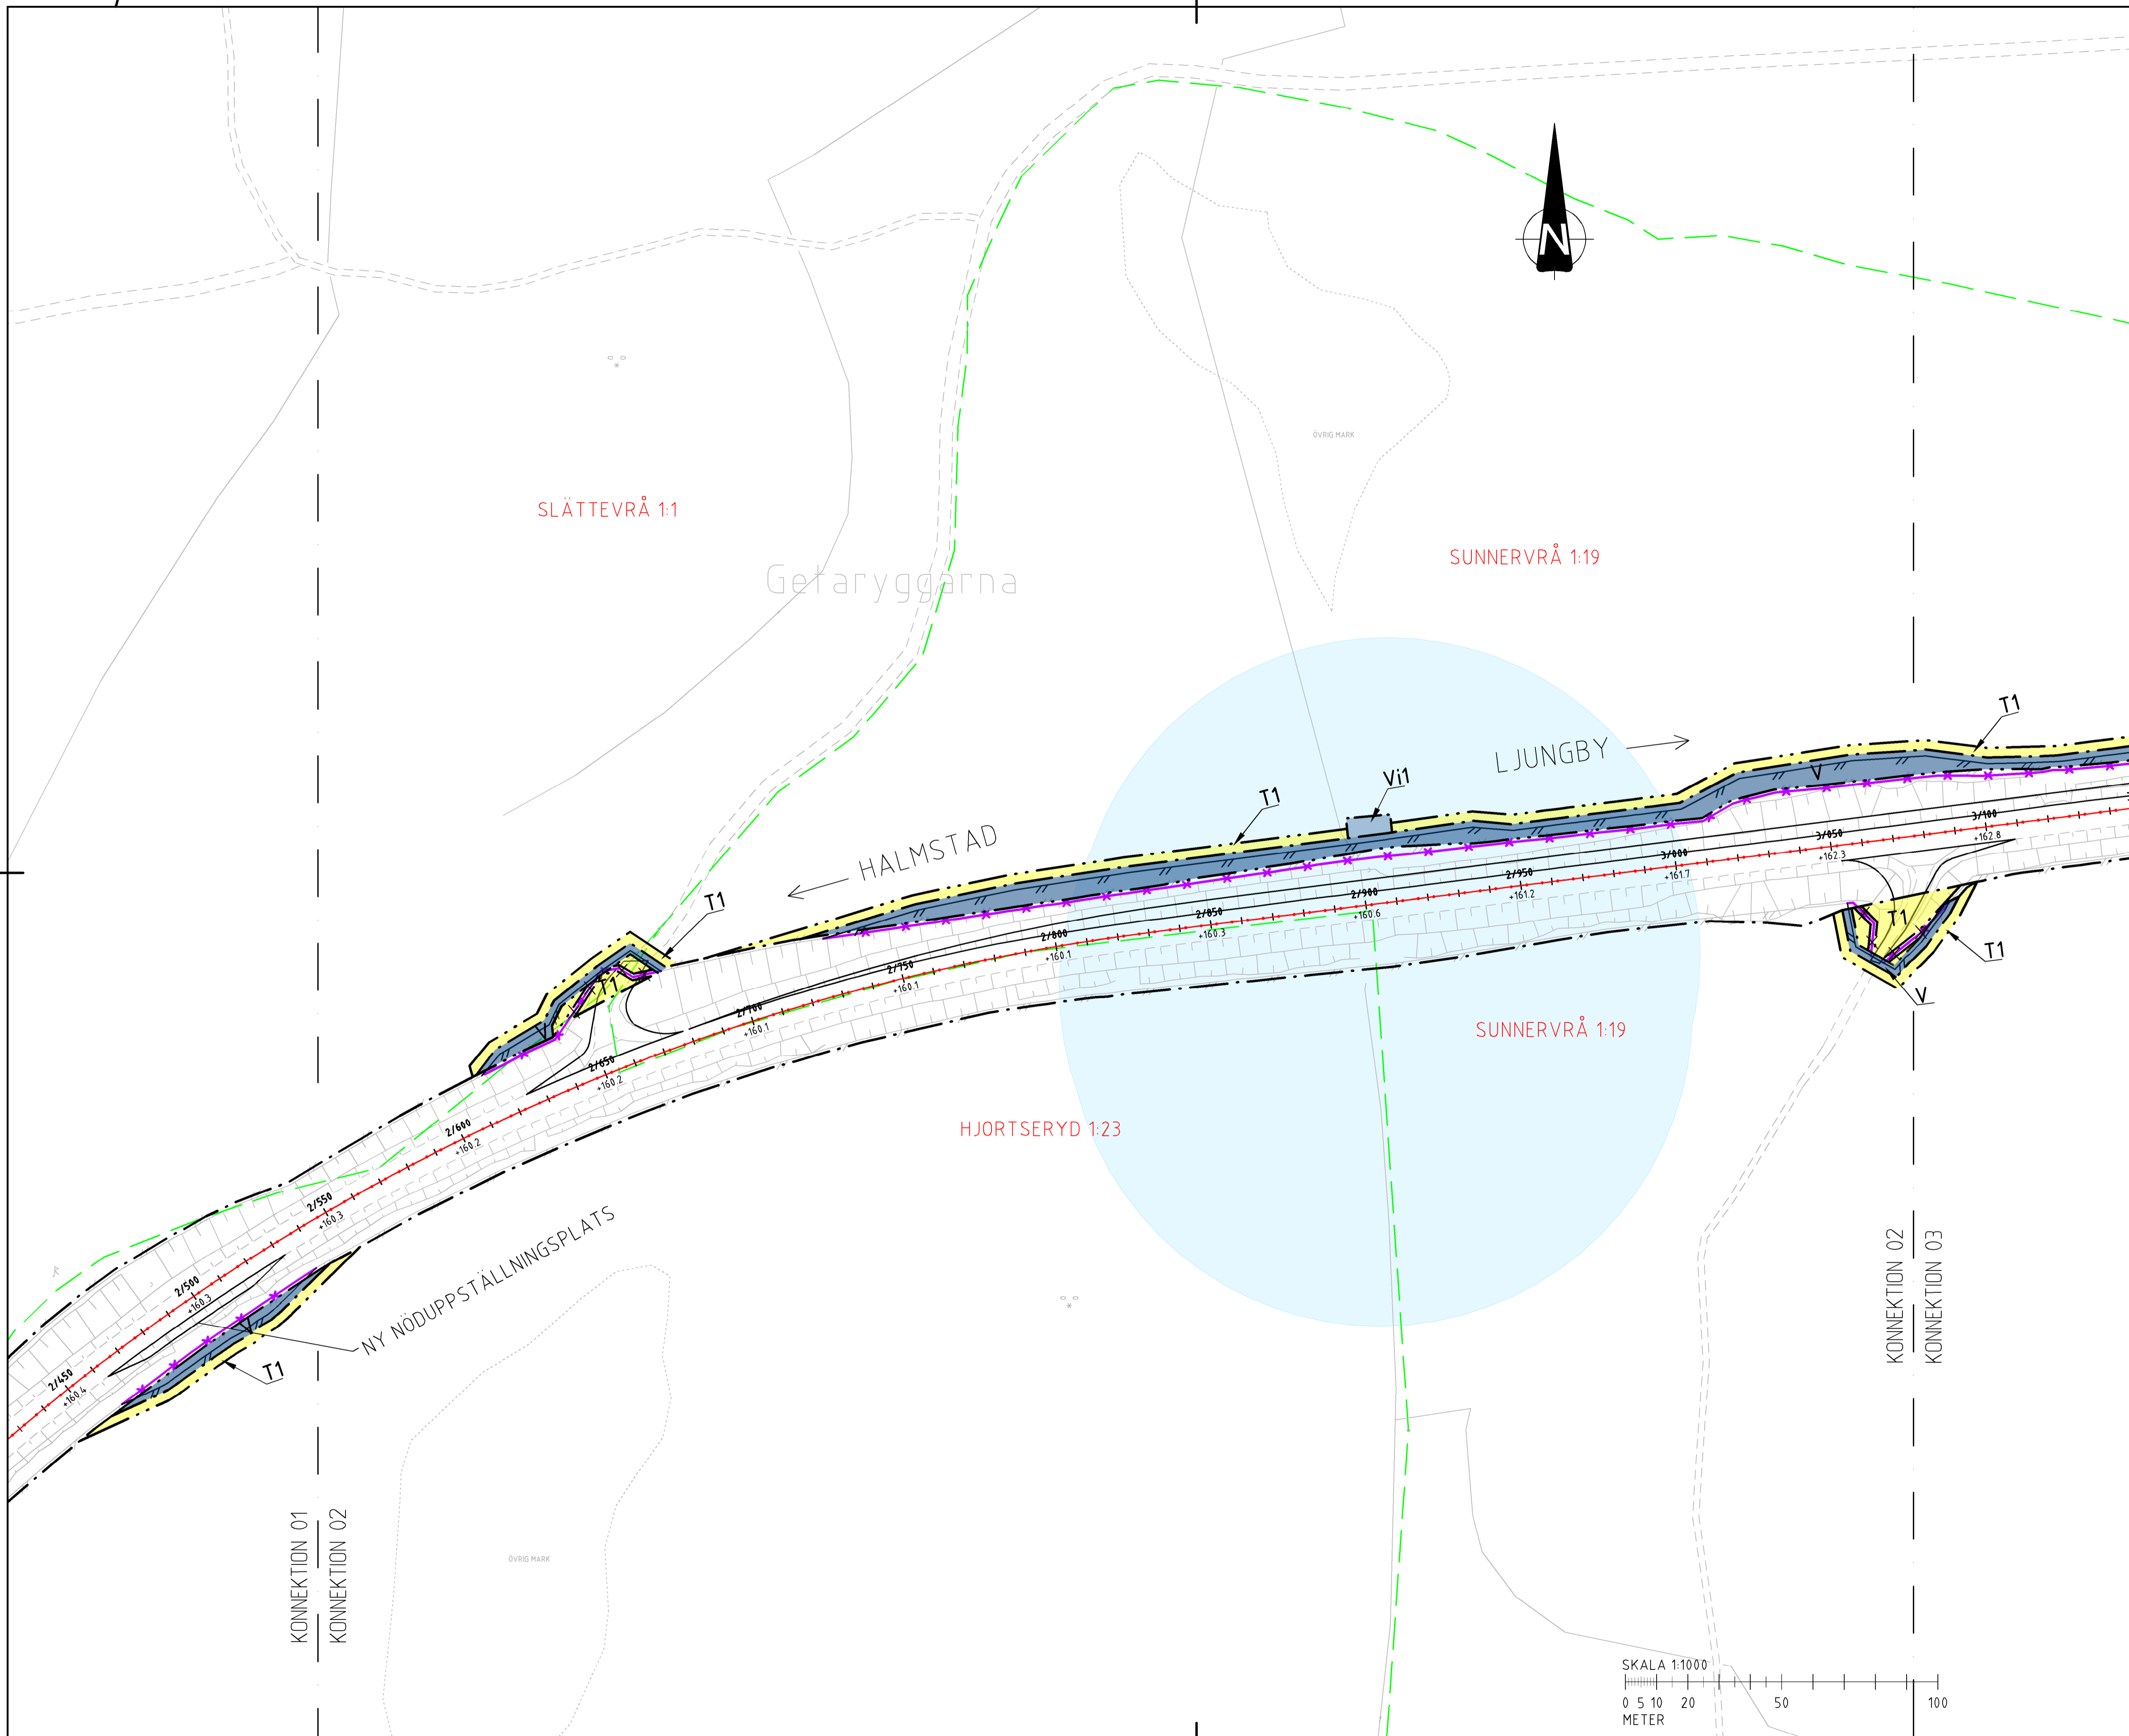 N
SLÄTTEVRÅ 1:1
ÖVRIG MARK
SUNNERVRÅ 1:19
Getaryggarna
T1
LJUNGBY
V
Vi1
T1
HALMSTAD
T1
T1
V
T1
T1
V
3/100
+162.8
3/050
+162.3
3/000
+161.7
2/950
+161.2
2/900
+160.6
2/850
+160.3
2/800
+160.1
2/750
+160.1
2/700
+160.1
2/650
+160.2
2/600
+160.2
2/550
+160.3
2/500
+160.3
2/450
+160.4
SUNNERVRÅ 1:19
HJORTSERYD 1:23
NY NÖDUPPSTÄLLNINGSPLATS
V
T1
KONNEKTION 02
KONNEKTION 03
KONNEKTION 01
KONNEKTION 02
ÖVRIG MARK
SKALA 1:1000
0 5 10 20 50 100
METER